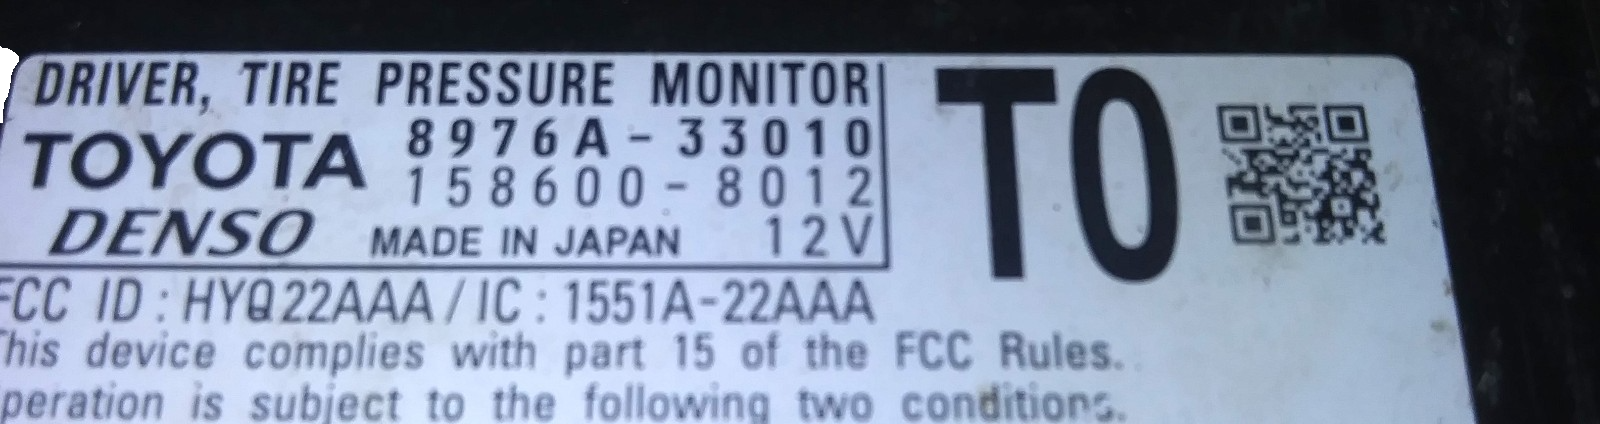 DRIVER, TIRE PRESSURE MONITOR
TOYOTA 8976A-33010
158600-8012
DENSO MADE IN JAPAN 12V
T0
FCC ID : HYQ22AAA / IC : 1551A-22AAA
This device complies with part 15 of the FCC Rules.
Operation is subject to the following two conditions.